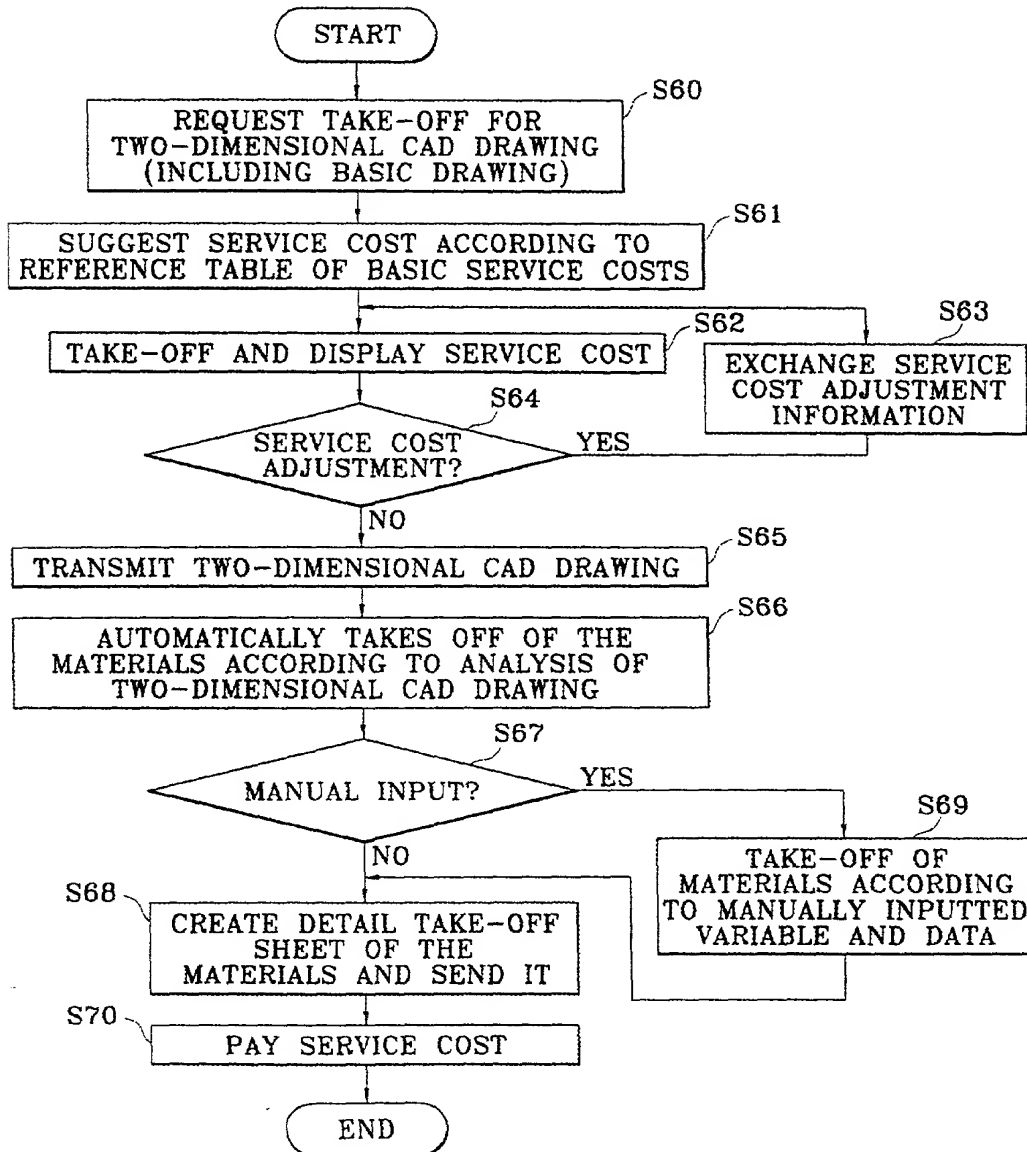 START
S60
REQUEST TAKE-OFF FOR
TWO-DIMENSIONAL CAD DRAWING
(INCLUDING BASIC DRAWING)
S61
SUGGEST SERVICE COST ACCORDING TO
REFERENCE TABLE OF BASIC SERVICE COSTS
S62
TAKE-OFF AND DISPLAY SERVICE COST
S63
EXCHANGE SERVICE
COST ADJUSTMENT
INFORMATION
S64
SERVICE COST
ADJUSTMENT?
YES
NO
S65
TRANSMIT TWO-DIMENSIONAL CAD DRAWING
S66
AUTOMATICALLY TAKES OFF OF THE
MATERIALS ACCORDING TO ANALYSIS OF
TWO-DIMENSIONAL CAD DRAWING
S67
MANUAL INPUT?
YES
NO
S69
TAKE-OFF OF
MATERIALS ACCORDING
TO MANUALLY INPUTTED
VARIABLE AND DATA
S68
CREATE DETAIL TAKE-OFF
SHEET OF THE
MATERIALS AND SEND IT
S70
PAY SERVICE COST
END